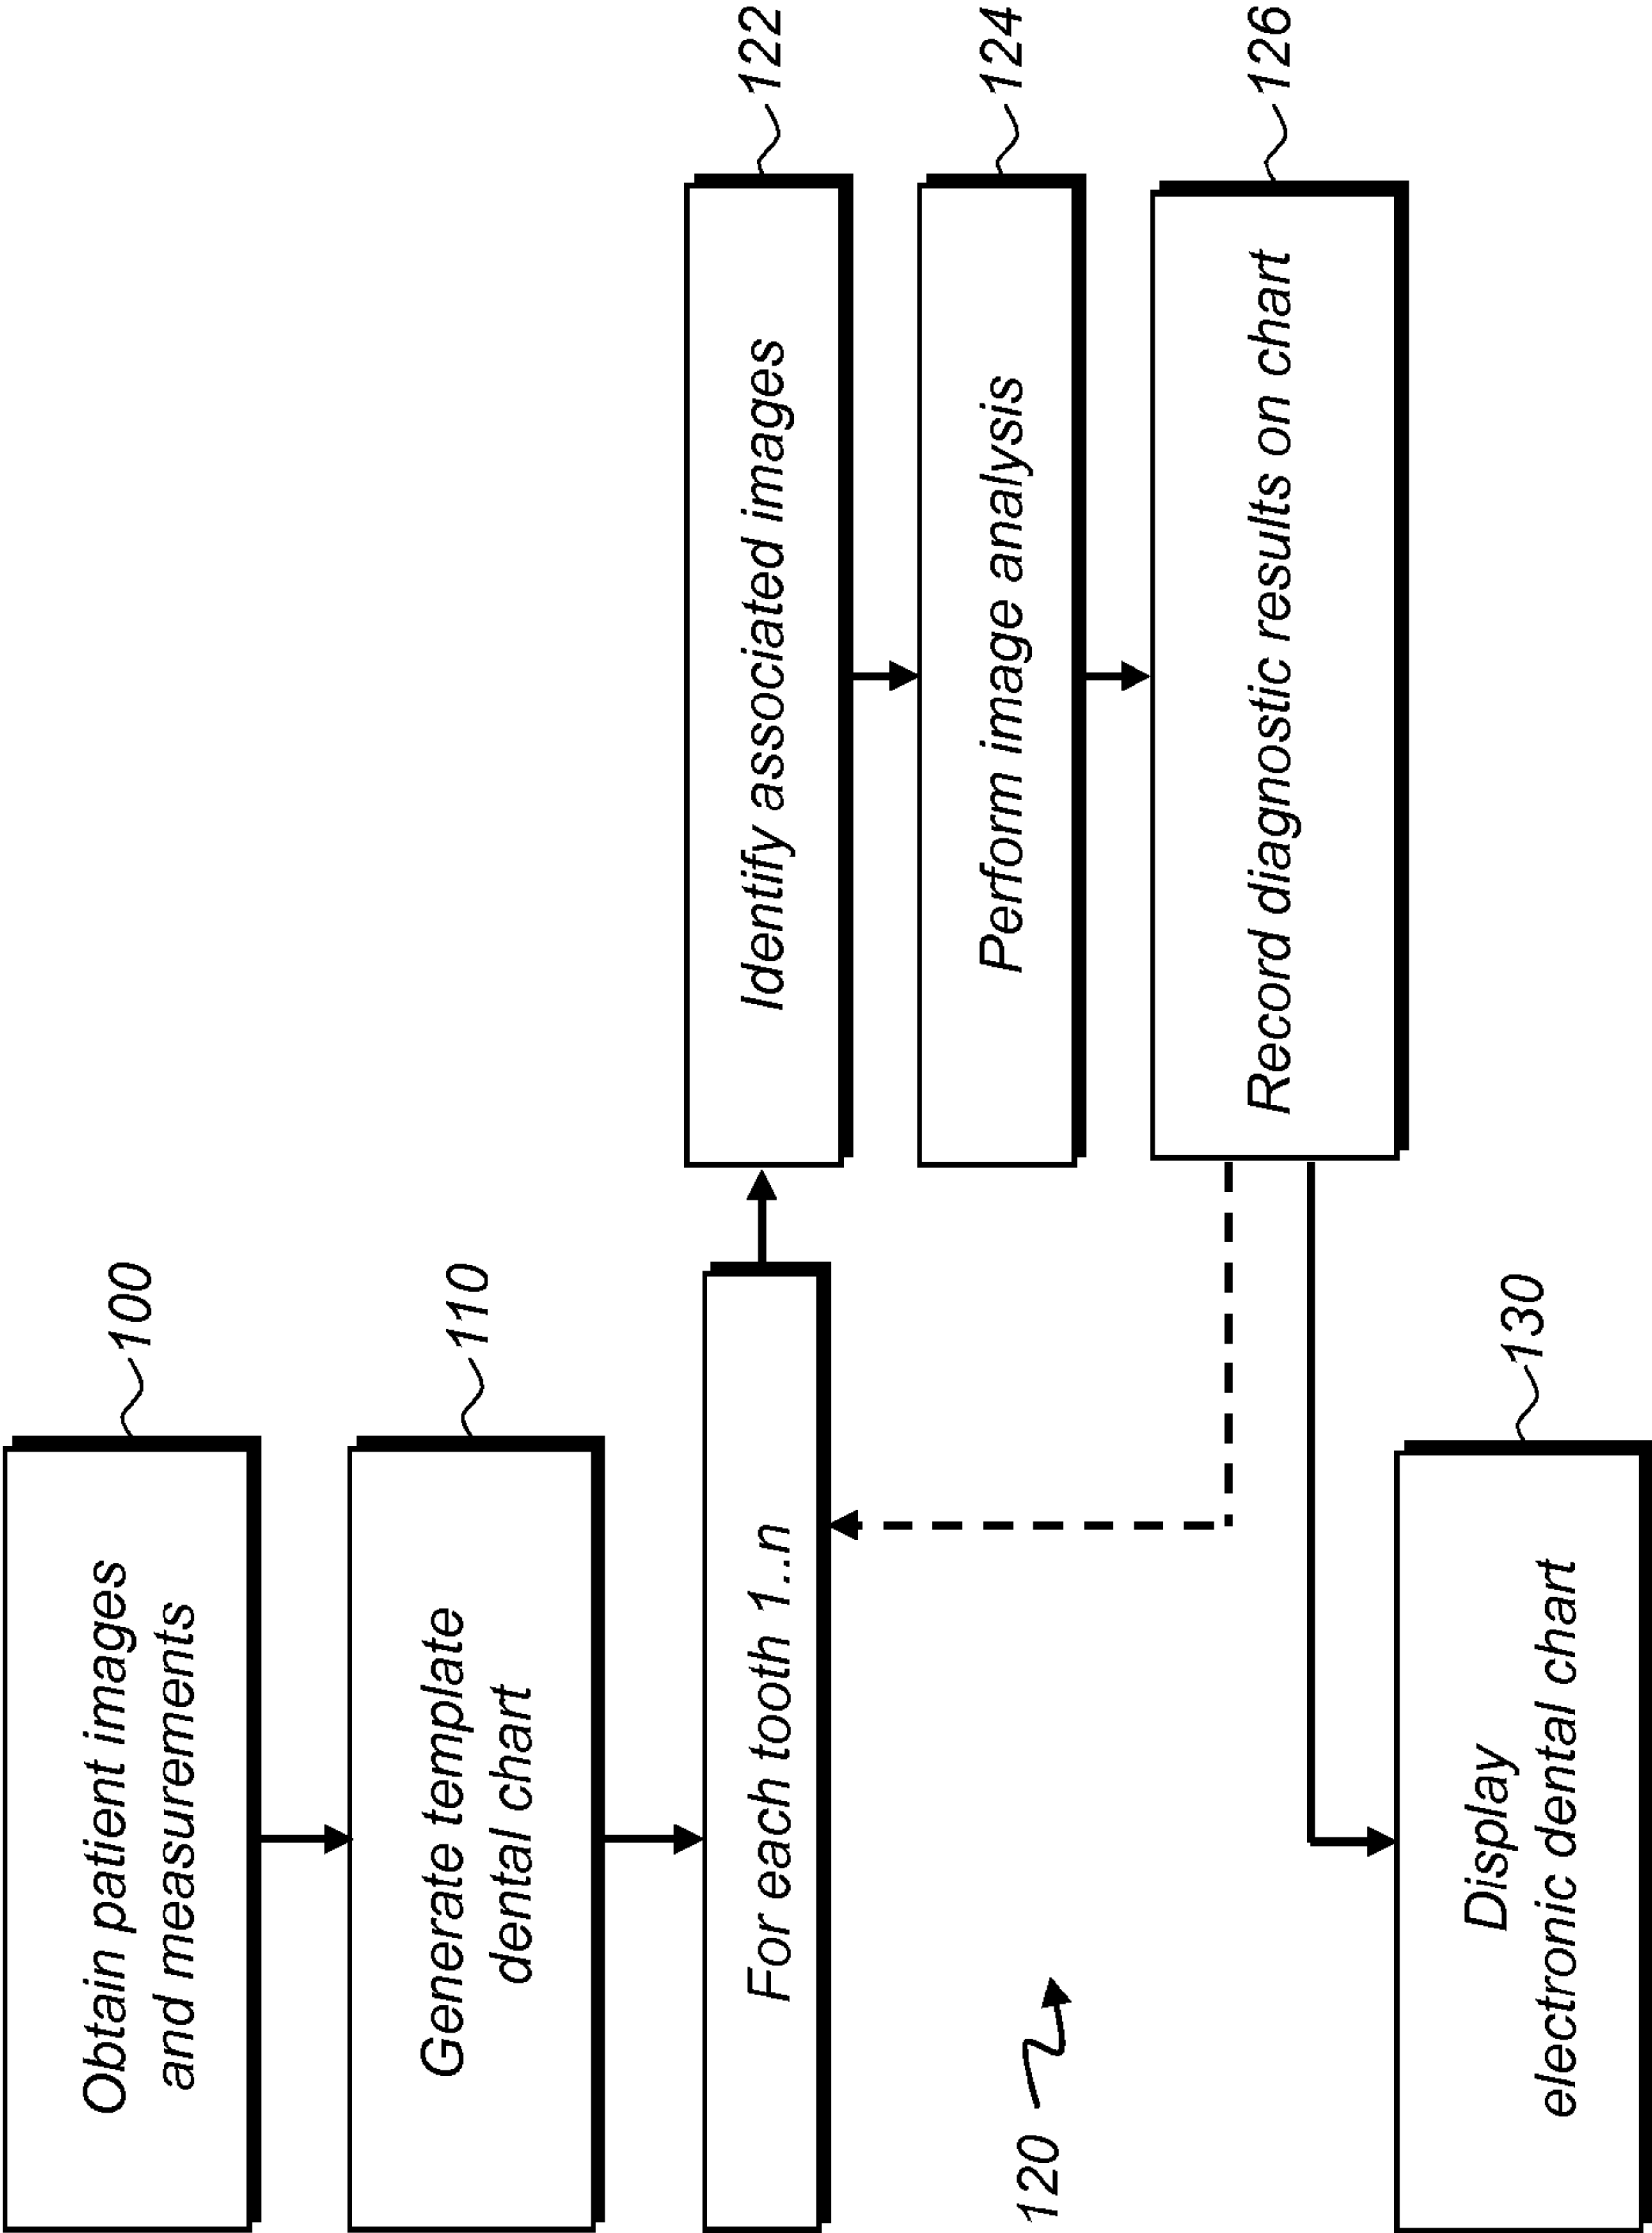 Obtain patient images
and measurements
100
Generate template
dental chart
110
For each tooth 1..n
120
Identify associated images
122
Perform image analysis
124
Record diagnostic results on chart
126
Display
electronic dental chart
130